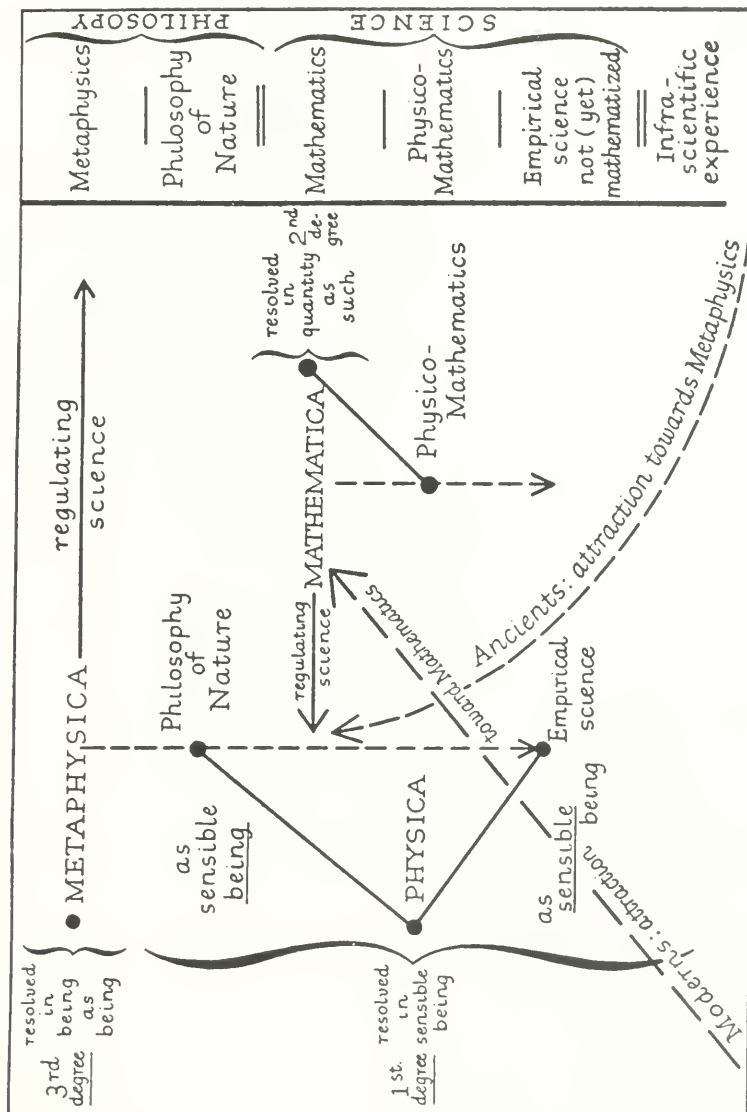 3rd
degree
resolved
in
being
as
being
METAPHYSICA
regulating
science
Metaphysics
Philosophy
of
Nature
PHILOSOPHY
1st.
degree
resolved
in
sensible
being
as
sensible
being
PHYSICA
as sensible
being
Philosophy
of
Nature
Empirical
science
regulating
science
MATHEMATICA
resolved
in
quantity
as
such
2nd
de-
gree
Physico-
Mathematics
Moderns: attraction toward Mathematics
Ancients: attraction towards Metaphysics
Mathematics
Physico-
Mathematics
Empirical
science
not (yet)
mathematized
SCIENCE
Infra-
scientific
experience